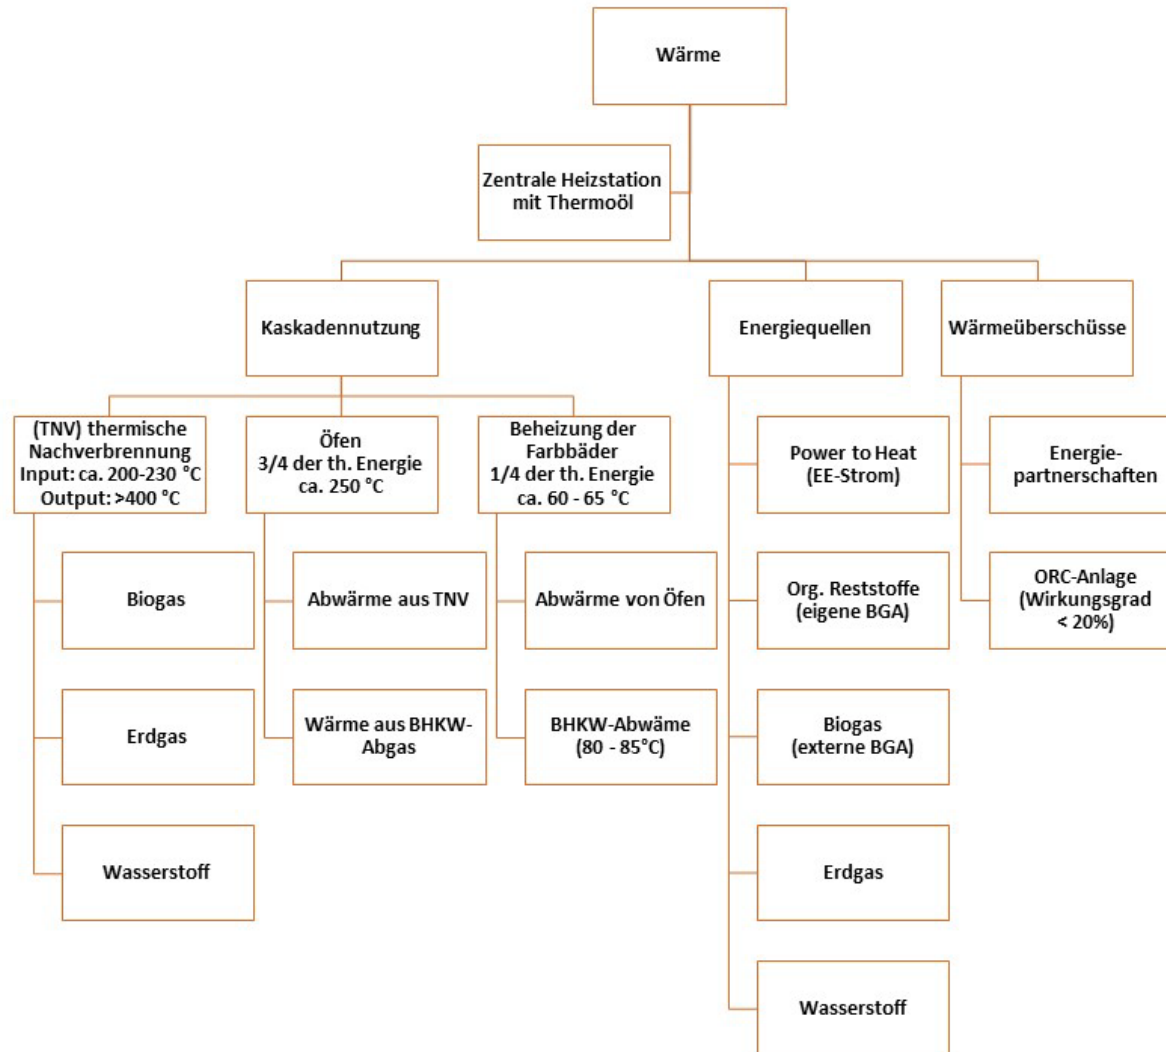 Wärme
Zentrale Heizstation
mit Thermoöl
Kaskadennutzung
Energiequellen
Wärmeüberschüsse
(TNV) thermische
Nachverbrennung
Input: ca. 200-230 °C
Output: >400 °C
Öfen
3/4 der th. Energie
ca. 250 °C
Beheizung der
Farbbäder
1/4 der th. Energie
ca. 60 - 65 °C
Power to Heat
(EE-Strom)
Energie-
partnerschaften
Biogas
Abwärme aus TNV
Abwärme von Öfen
Org. Reststoffe
(eigene BGA)
ORC-Anlage
(Wirkungsgrad
< 20%)
Erdgas
Wärme aus BHKW-
Abgas
BHKW-Abwäme
(80 - 85°C)
Biogas
(externe BGA)
Wasserstoff
Erdgas
Wasserstoff